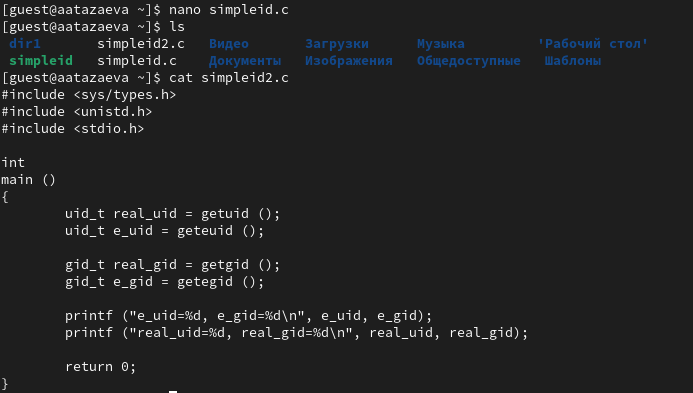 [guest@aatazaeva ~]$ nano simpleid.c
[guest@aatazaeva ~]$ ls
dir1 simpleid2.c Видео Загрузки Музыка 'Рабочий стол'
simpleid simpleid.c Документы Изображения Общедоступные Шаблоны
[guest@aatazaeva ~]$ cat simpleid2.c
#include <sys/types.h>
#include <unistd.h>
#include <stdio.h>
int
main ()
{
uid_t real_uid = getuid ();
uid_t e_uid = geteuid ();
gid_t real_gid = getgid ();
gid_t e_gid = getegid ();
printf ("e_uid=%d, e_gid=%d\n", e_uid, e_gid);
printf ("real_uid=%d, real_gid=%d\n", real_uid, real_gid);
return 0;
}